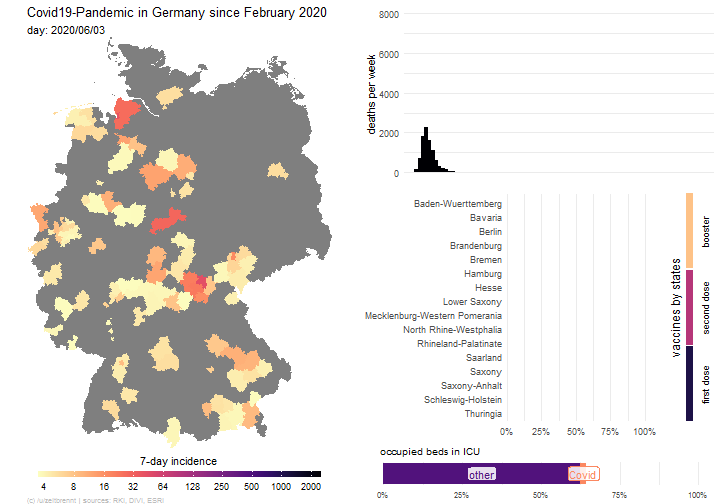 Covid19-Pandemic in Germany since February 2020
day: 2020/06/03
7-day incidence
4 8 16 32 64 128 256 512 1000 2000
(c) /u/zeitbrennt | sources: RKI, DIVI, ESRI
deaths per week
8000
6000
4000
2000
0
Baden-Wuerttemberg
Bavaria
Berlin
Brandenburg
Bremen
Hamburg
Hesse
Lower Saxony
Mecklenburg-Western Pomerania
North Rhine-Westphalia
Rhineland-Palatinate
Saarland
Saxony
Saxony-Anhalt
Schleswig-Holstein
Thuringia
0% 25% 50% 75% 100%
vaccines by states
booster
second dose
first dose
occupied beds in ICU
other Covid
0% 25% 50% 75% 100%